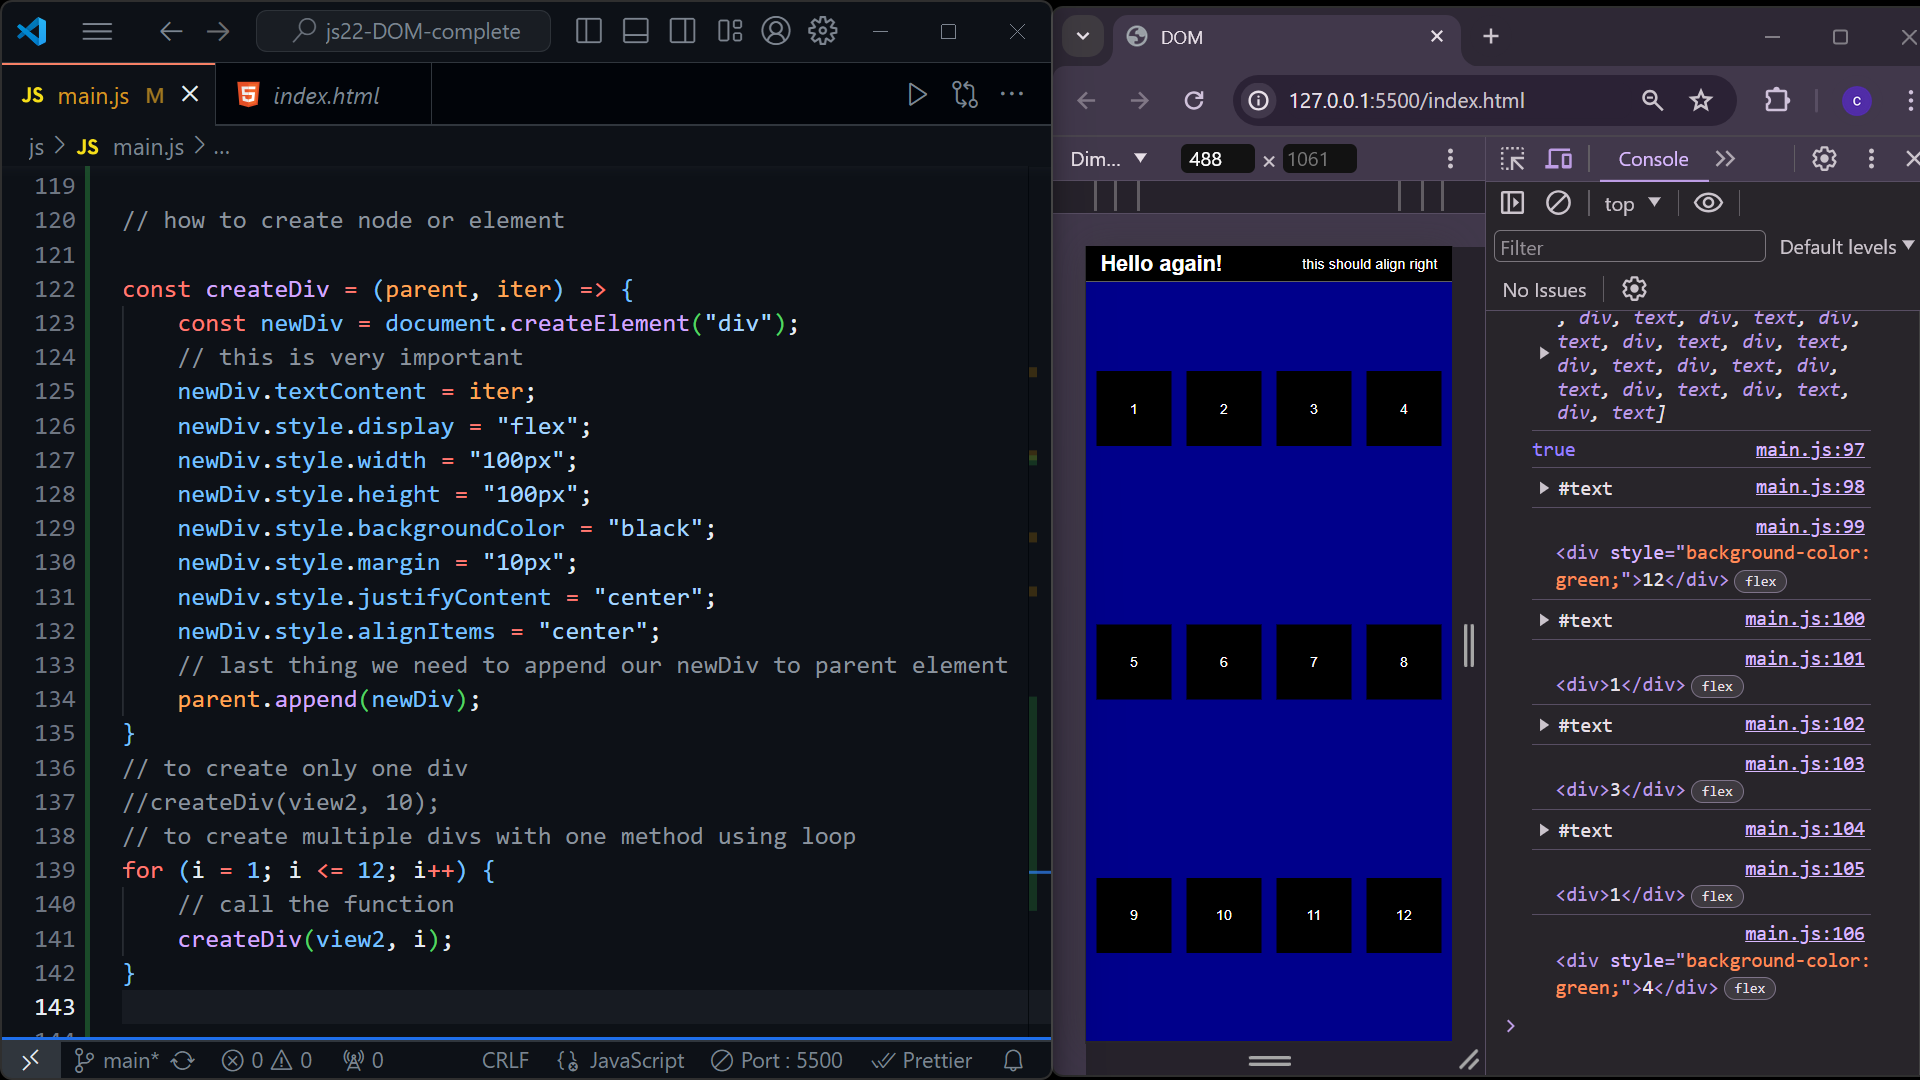 js22-DOM-complete
JS main.js M
index.html
js > JS main.js > ...
119
120 // how to create node or element
121
122 const createDiv = (parent, iter) => {
123     const newDiv = document.createElement("div");
124     // this is very important
125     newDiv.textContent = iter;
126     newDiv.style.display = "flex";
127     newDiv.style.width = "100px";
128     newDiv.style.height = "100px";
129     newDiv.style.backgroundColor = "black";
130     newDiv.style.margin = "10px";
131     newDiv.style.justifyContent = "center";
132     newDiv.style.alignItems = "center";
133     // last thing we need to append our newDiv to parent element
134     parent.append(newDiv);
135 }
136 // to create only one div
137 //createDiv(view2, 10);
138 // to create multiple divs with one method using loop
139 for (i = 1; i <= 12; i++) {
140     // call the function
141     createDiv(view2, i);
142 }
143
144
main* 0 0 0 CRLF {} JavaScript Port : 5500 Prettier
DOM
127.0.0.1:5500/index.html
c
Dim... 488 × 1061
Hello again! this should align right
1 2 3 4
5 6 7 8
9 10 11 12
Console
top
Filter
Default levels
No Issues
, div, text, div, text, div,
text, div, text, div, text,
div, text, div, text, div,
text, div, text, div, text,
div, text]
true main.js:97
#text main.js:98
main.js:99
<div style="background-color:
green;">12</div> flex
#text main.js:100
main.js:101
<div>1</div> flex
#text main.js:102
main.js:103
<div>3</div> flex
#text main.js:104
main.js:105
<div>1</div> flex
main.js:106
<div style="background-color:
green;">4</div> flex